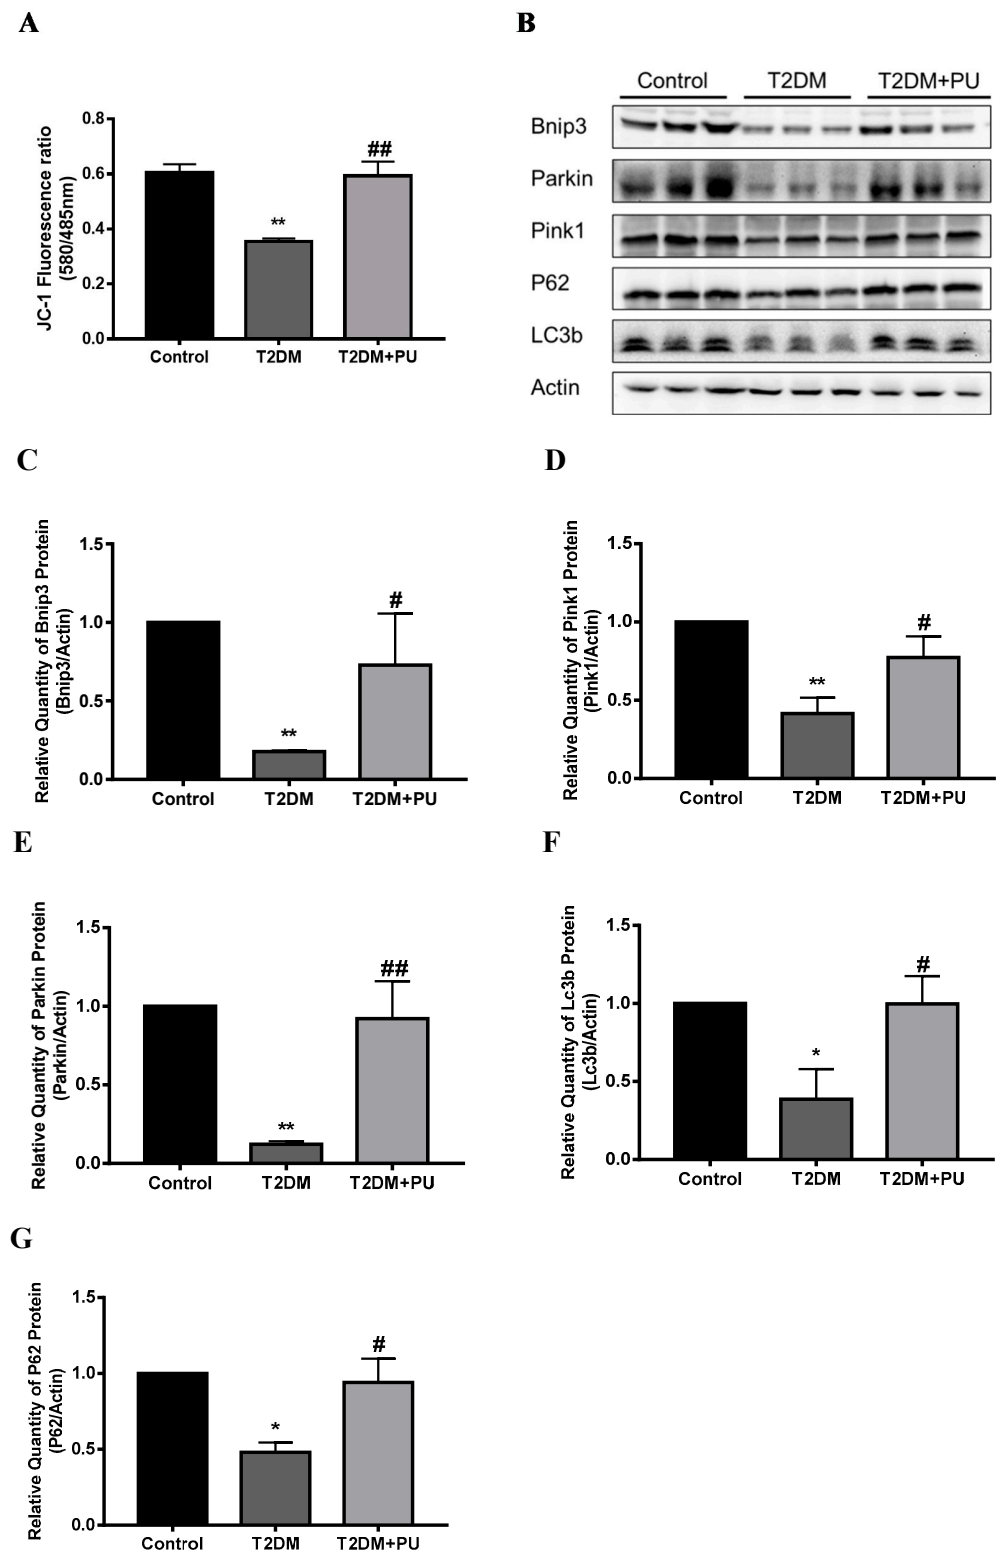 A
JC-1 Fluorescence ratio
(580/485nm)
0.8
0.6
0.4
0.2
0.0
**
##
Control T2DM T2DM+PU
B
Control T2DM T2DM+PU
Bnip3
Parkin
Pink1
P62
LC3b
Actin
C
Relative Quantity of Bnip3 Protein
(Bnip3/Actin)
1.5
1.0
0.5
0.0
**
#
Control T2DM T2DM+PU
D
Relative Quantity of Pink1 Protein
(Pink1/Actin)
1.5
1.0
0.5
0.0
**
#
Control T2DM T2DM+PU
E
Relative Quantity of Parkin Protein
(Parkin/Actin)
1.5
1.0
0.5
0.0
**
##
Control T2DM T2DM+PU
F
Relative Quantity of Lc3b Protein
(Lc3b/Actin)
1.5
1.0
0.5
0.0
*
#
Control T2DM T2DM+PU
G
Relative Quantity of P62 Protein
(P62/Actin)
1.5
1.0
0.5
0.0
*
#
Control T2DM T2DM+PU